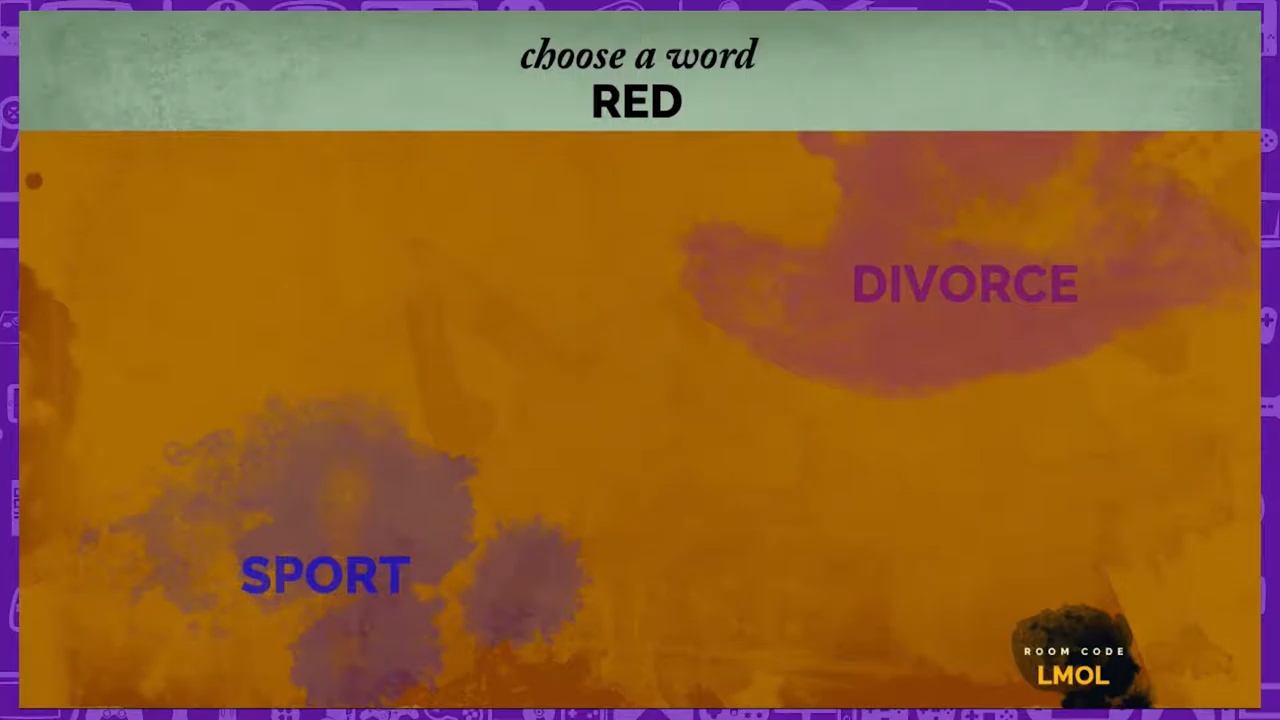 choose a word
RED
DIVORCE
SPORT
ROOM CODE
LMOL